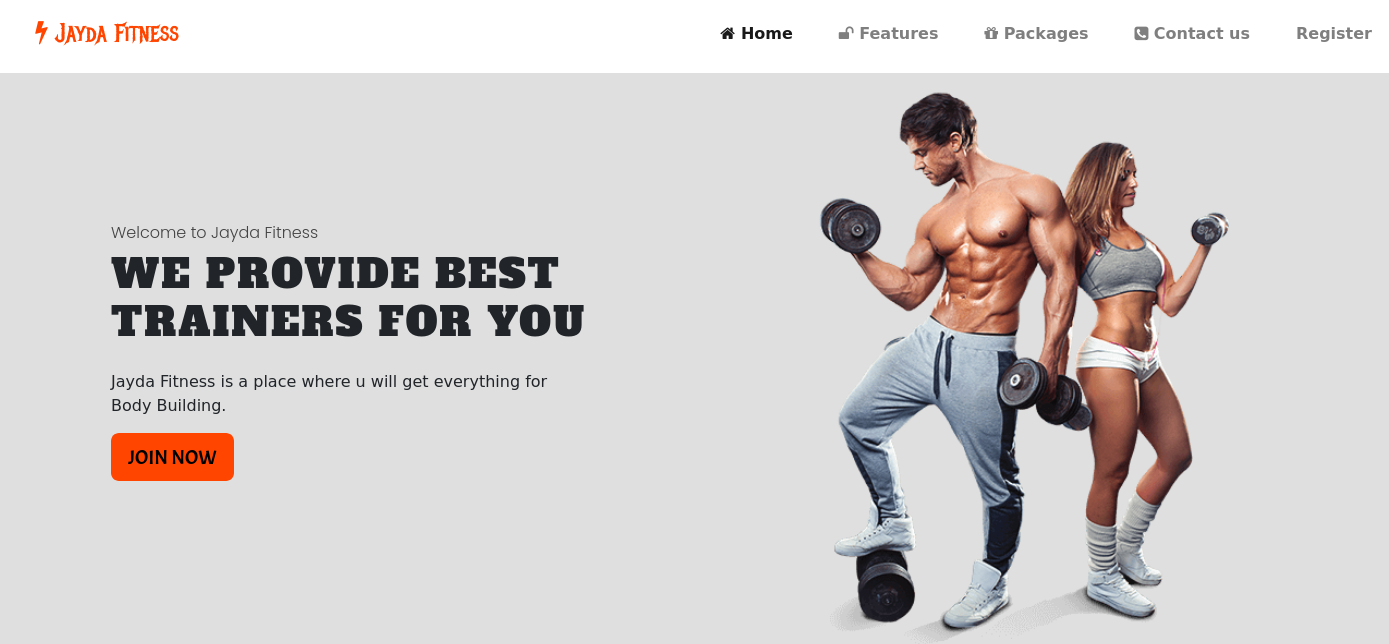 Jayda Fitness
Home
Features
Packages
Contact us
Register
Welcome to Jayda Fitness
WE PROVIDE BEST
TRAINERS FOR YOU
Jayda Fitness is a place where u will get everything for
Body Building.
JOIN NOW